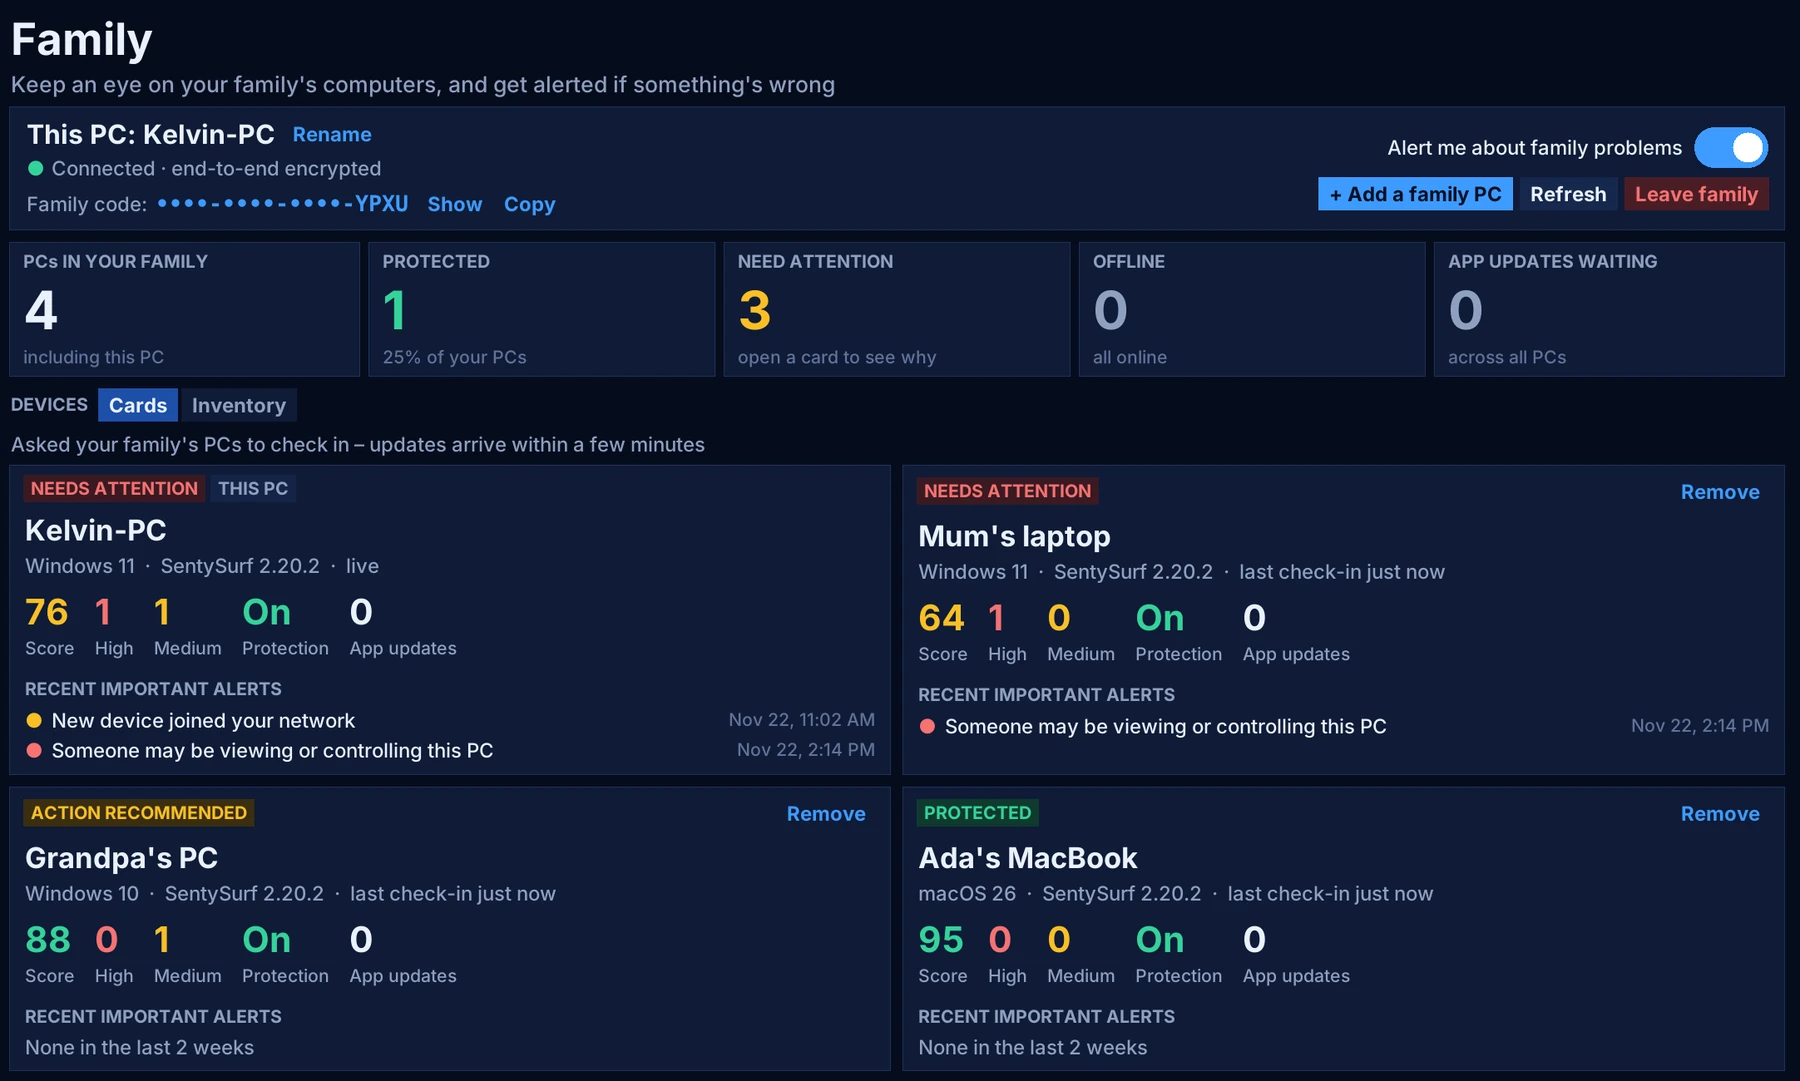 Family
Keep an eye on your family's computers, and get alerted if something's wrong
This PC: Kelvin-PC Rename
Connected · end-to-end encrypted
Family code: ••••-••••-••••-YPXU Show Copy
Alert me about family problems
+ Add a family PC Refresh Leave family
PCs IN YOUR FAMILY
4
including this PC
PROTECTED
1
25% of your PCs
NEED ATTENTION
3
open a card to see why
OFFLINE
0
all online
APP UPDATES WAITING
0
across all PCs
DEVICES Cards Inventory
Asked your family's PCs to check in – updates arrive within a few minutes
NEEDS ATTENTION THIS PC
Kelvin-PC
Windows 11 · SentySurf 2.20.2 · live
76 1 1 On 0
Score High Medium Protection App updates
RECENT IMPORTANT ALERTS
New device joined your network Nov 22, 11:02 AM
Someone may be viewing or controlling this PC Nov 22, 2:14 PM
NEEDS ATTENTION Remove
Mum's laptop
Windows 11 · SentySurf 2.20.2 · last check-in just now
64 1 0 On 0
Score High Medium Protection App updates
RECENT IMPORTANT ALERTS
Someone may be viewing or controlling this PC Nov 22, 2:14 PM
ACTION RECOMMENDED Remove
Grandpa's PC
Windows 10 · SentySurf 2.20.2 · last check-in just now
88 0 1 On 0
Score High Medium Protection App updates
RECENT IMPORTANT ALERTS
None in the last 2 weeks
PROTECTED Remove
Ada's MacBook
macOS 26 · SentySurf 2.20.2 · last check-in just now
95 0 0 On 0
Score High Medium Protection App updates
RECENT IMPORTANT ALERTS
None in the last 2 weeks